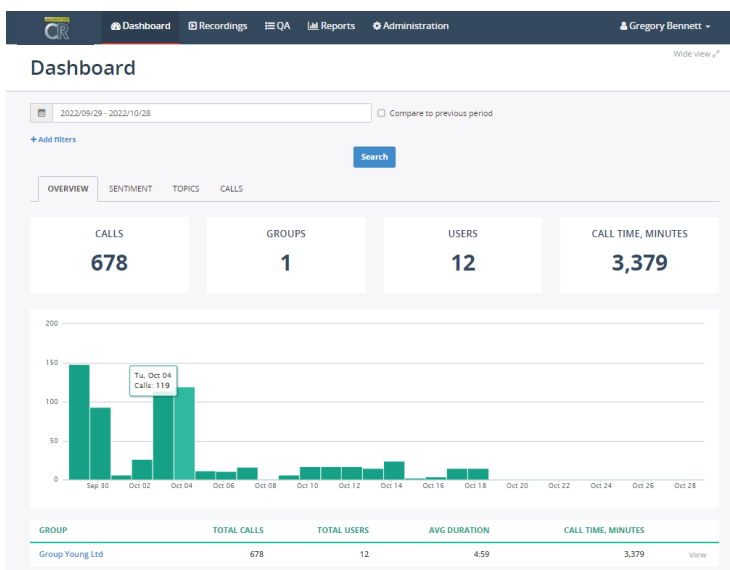 CR
Dashboard Recordings QA Reports Administration Gregory Bennett
Wide view
Dashboard
2022/09/29 - 2022/10/28 Compare to previous period
+ Add filters
Search
OVERVIEW SENTIMENT TOPICS CALLS
CALLS GROUPS USERS CALL TIME, MINUTES
678 1 12 3,379
200
150
Tu, Oct 04
Calls: 119
100
50
0
Sep 30 Oct 02 Oct 04 Oct 06 Oct 08 Oct 10 Oct 12 Oct 14 Oct 16 Oct 18 Oct 20 Oct 22 Oct 24 Oct 26 Oct 28
GROUP TOTAL CALLS TOTAL USERS AVG DURATION CALL TIME, MINUTES
Group Young Ltd 678 12 4:59 3,379 View